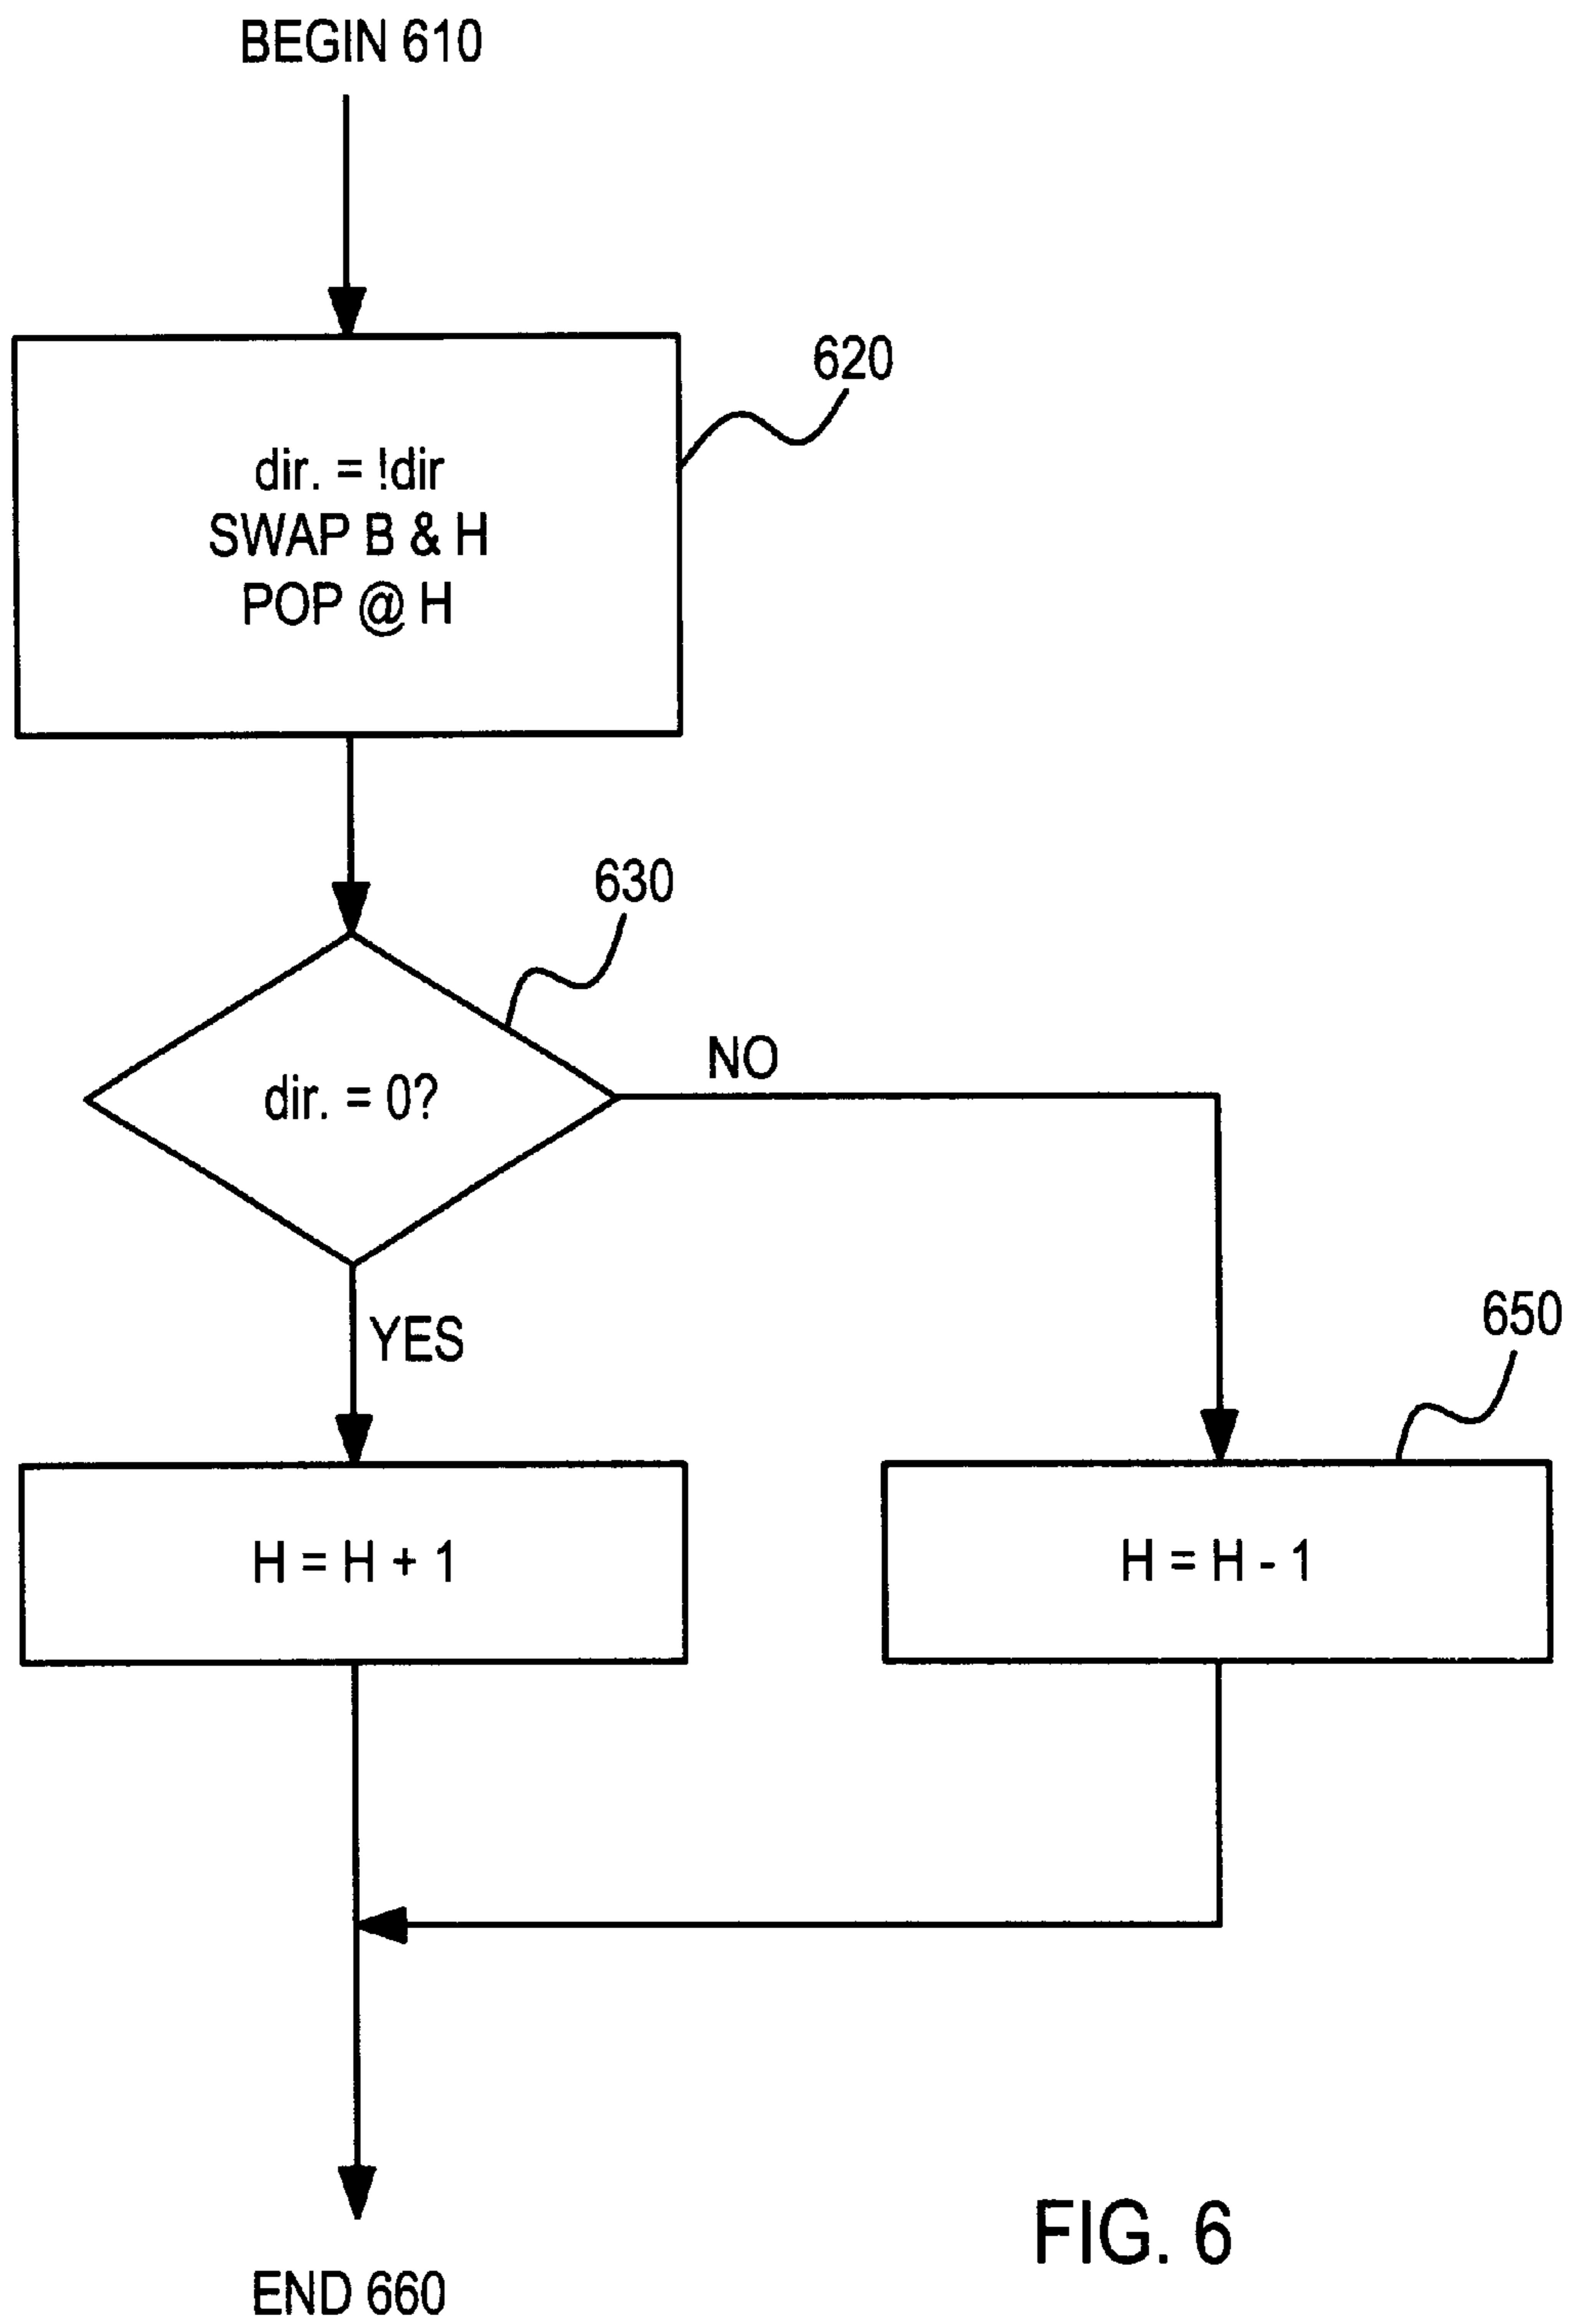 BEGIN 610
620
dir. = !dir
SWAP B & H
POP @ H
630
dir. = 0?
NO
YES
650
H = H + 1
H = H - 1
FIG. 6
END 660